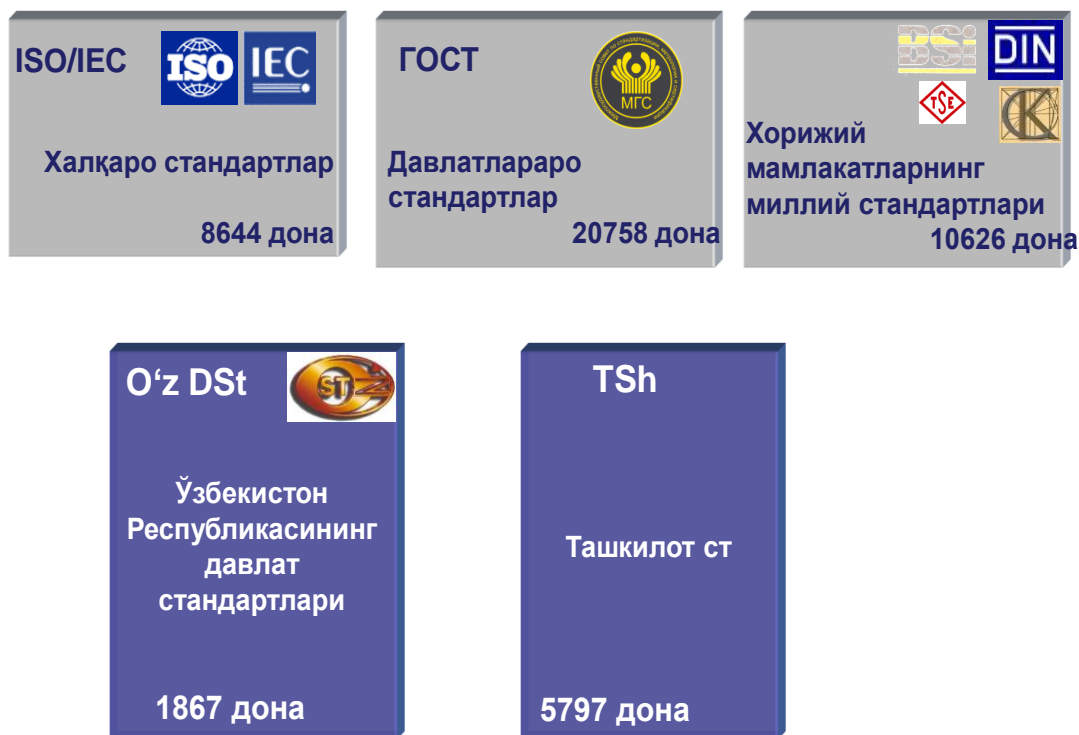 ISO/IEC
ISO
IEC
Халқаро стандартлар
8644 дона
ГОСТ
МГС
Давлатлараро
стандартлар
20758 дона
BSi
DIN
TSE
Хорижий
мамлакатларнинг
миллий стандартлари
10626 дона
O‘z DSt
Ўзбекистон
Республикасининг
давлат
стандартлари
1867 дона
TSh
Ташкилот ст
5797 дона